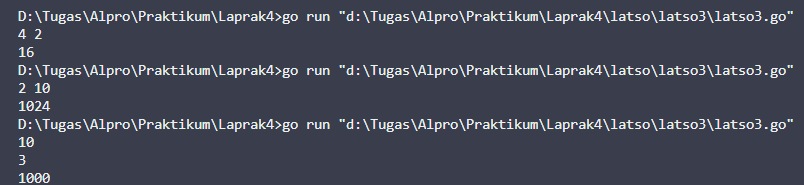 D:\Tugas\Alpro\Praktikum\Laprak4>go run "d:\Tugas\Alpro\Praktikum\Laprak4\latso\latso3\latso3.go"
4 2
16
D:\Tugas\Alpro\Praktikum\Laprak4>go run "d:\Tugas\Alpro\Praktikum\Laprak4\latso\latso3\latso3.go"
2 10
1024
D:\Tugas\Alpro\Praktikum\Laprak4>go run "d:\Tugas\Alpro\Praktikum\Laprak4\latso\latso3\latso3.go"
10
3
1000